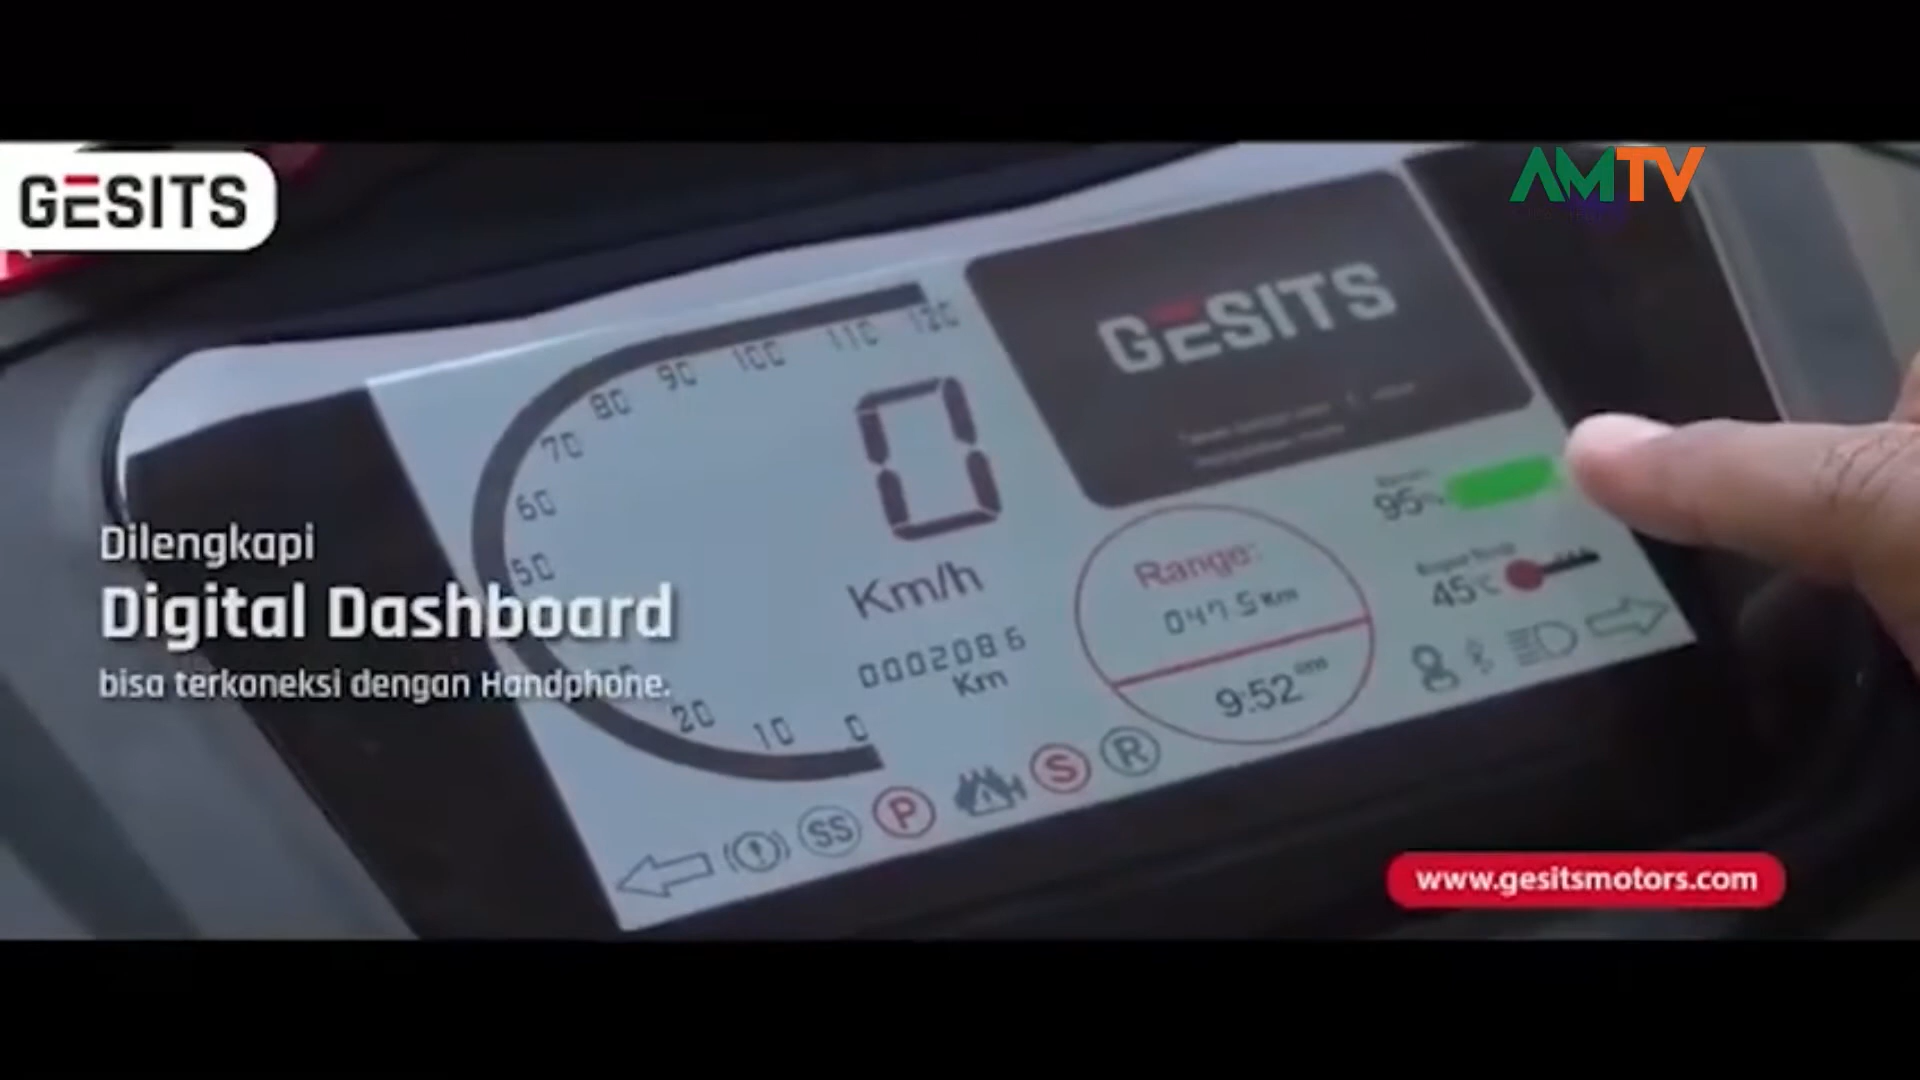 GESITS
AMTV
GESITS
120
110
100
90
80
70
60
50
20
10
0
0
Km/h
0002086
Km
Range:
047.5 Km
9:52
95%
45°C
SS
P
S
R
Dilengkapi
Digital Dashboard
bisa terkoneksi dengan Handphone.
www.gesitsmotors.com